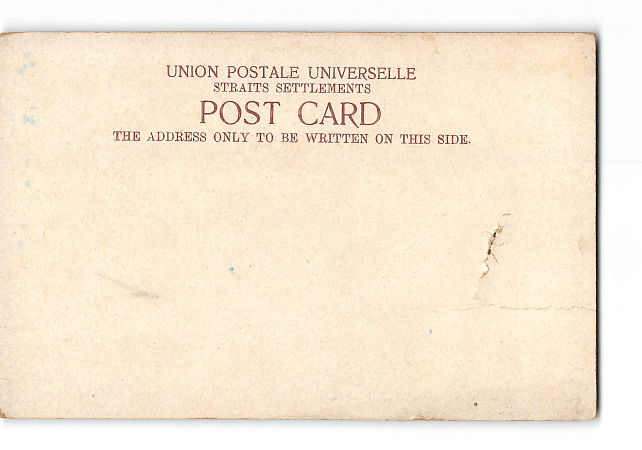 UNION POSTALE UNIVERSELLE
STRAITS SETTLEMENTS
POST CARD
THE ADDRESS ONLY TO BE WRITTEN ON THIS SIDE.